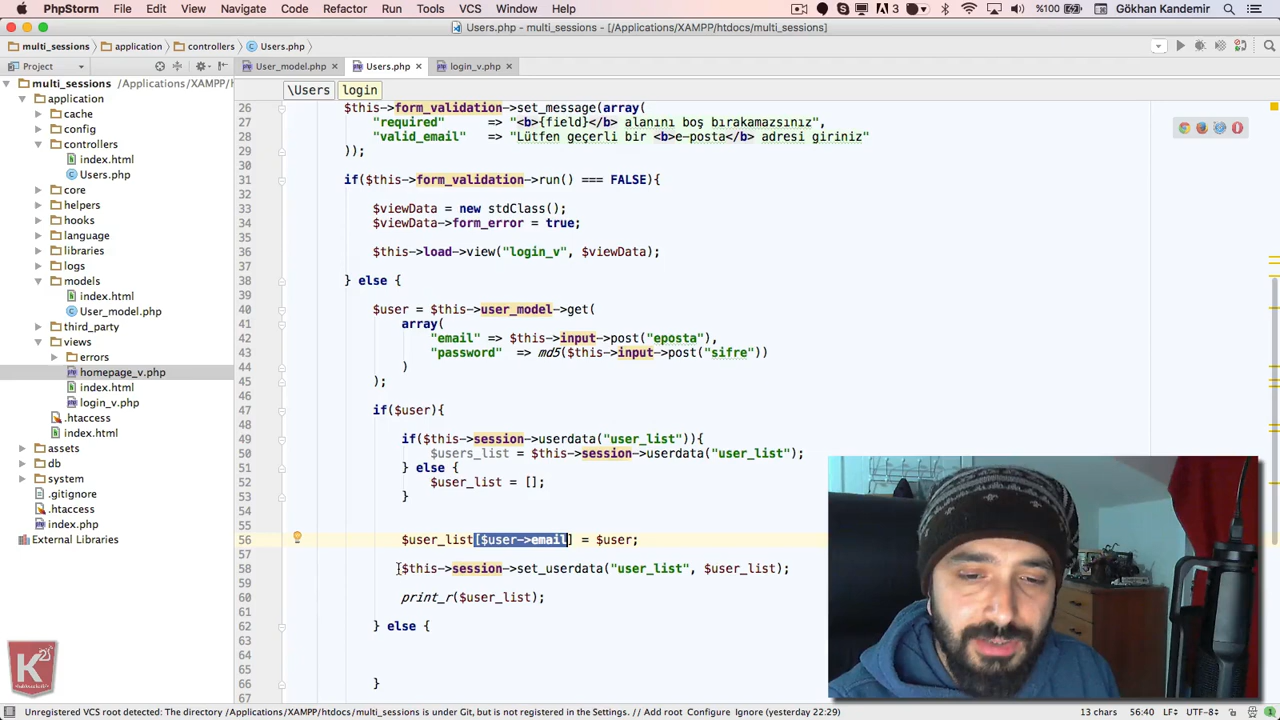 PhpStorm File Edit View Navigate Code Refactor Run Tools VCS Window Help 3 %100 Gökhan Kandemir
Users.php - multi_sessions - [/Applications/XAMPP/htdocs/multi_sessions]
multi_sessions application controllers Users.php
Project User_model.php Users.php login_v.php
multi_sessions /Applications/XAMPP/h
\Users login
application
cache
config
controllers
index.html
Users.php
core
helpers
hooks
language
libraries
logs
models
index.html
User_model.php
third_party
views
errors
homepage_v.php
index.html
login_v.php
.htaccess
index.html
assets
db
system
.gitignore
.htaccess
index.php
External Libraries
26 $this->form_validation->set_message(array(
27 "required" => "<b>{field}</b> alanını boş bırakamazsınız",
28 "valid_email" => "Lütfen geçerli bir <b>e-posta</b> adresi giriniz"
29 ));
30
31 if($this->form_validation->run() === FALSE){
32
33 $viewData = new stdClass();
34 $viewData->form_error = true;
35
36 $this->load->view("login_v", $viewData);
37
38 } else {
39
40 $user = $this->user_model->get(
41 array(
42 "email" => $this->input->post("eposta"),
43 "password" => md5($this->input->post("sifre"))
44 )
45 );
46
47 if($user){
48
49 if($this->session->userdata("user_list")){
50 $users_list = $this->session->userdata("user_list");
51 } else {
52 $user_list = [];
53 }
54
55
56 $user_list[$user->email] = $user;
57
58 $this->session->set_userdata("user_list", $user_list);
59
60 print_r($user_list);
61
62 } else {
63
64
65
66 }
67
K
Unregistered VCS root detected: The directory /Applications/XAMPP/htdocs/multi_sessions is under Git, but is not registered in the Settings. // Add root Configure Ignore (yesterday 22:29) 13 chars 56:40 LF÷ UTF-8÷ 1